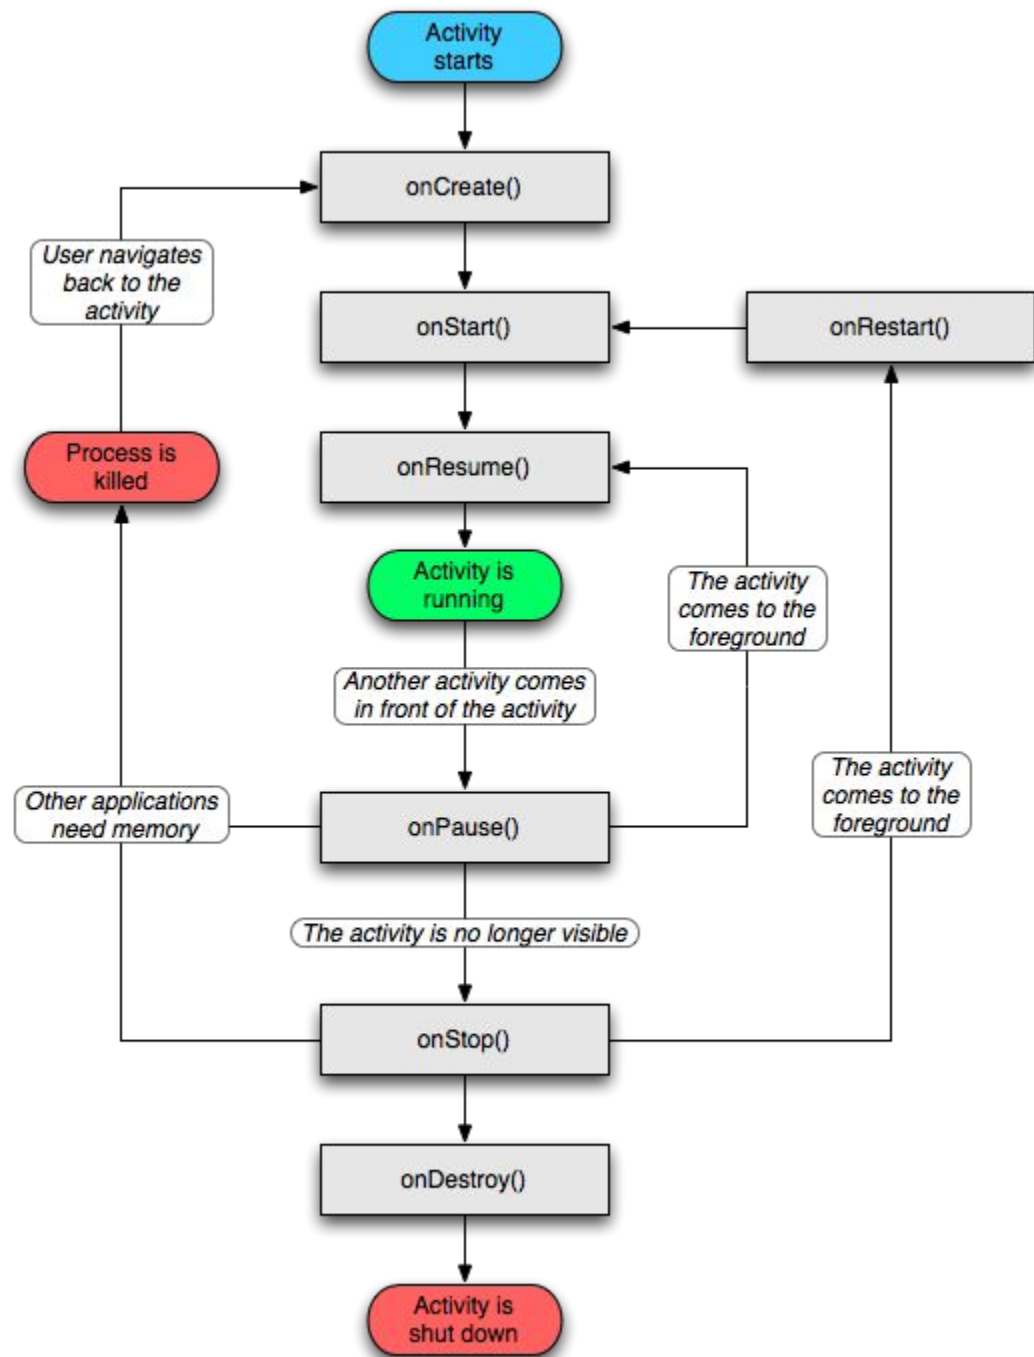 Activity
starts
onCreate()
User navigates
back to the
activity
onStart()
onRestart()
Process is
killed
onResume()
Activity is
running
The activity
comes to the
foreground
Another activity comes
in front of the activity
Other applications
need memory
onPause()
The activity
comes to the
foreground
The activity is no longer visible
onStop()
onDestroy()
Activity is
shut down